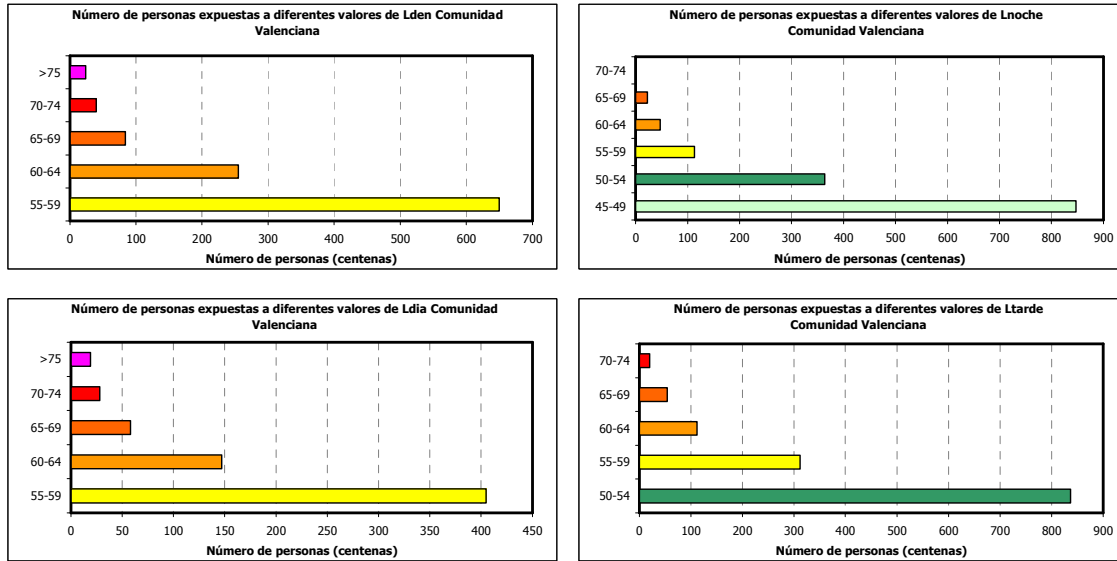 Número de personas expuestas a diferentes valores de Lden Comunidad
Valenciana
>75
70-74
65-69
60-64
55-59
0 100 200 300 400 500 600 700
Número de personas (centenas)
Número de personas expuestas a diferentes valores de Lnoche
Comunidad Valenciana
70-74
65-69
60-64
55-59
50-54
45-49
0 100 200 300 400 500 600 700 800 900
Número de personas (centenas)
Número de personas expuestas a diferentes valores de Ldia Comunidad
Valenciana
>75
70-74
65-69
60-64
55-59
0 50 100 150 200 250 300 350 400 450
Número de personas (centenas)
Número de personas expuestas a diferentes valores de Ltarde
Comunidad Valenciana
70-74
65-69
60-64
55-59
50-54
0 100 200 300 400 500 600 700 800 900
Número de personas (centenas)